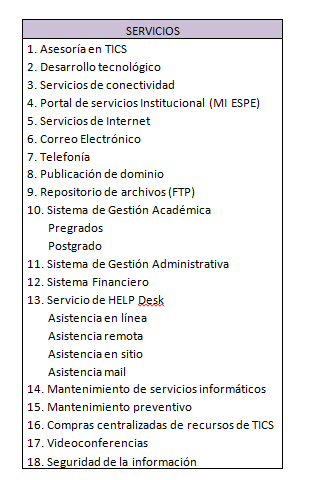 SERVICIOS
1. Asesoría en TICS
2. Desarrollo tecnológico
3. Servicios de conectividad
4. Portal de servicios Institucional (MI ESPE)
5. Servicios de Internet
6. Correo Electrónico
7. Telefonía
8. Publicación de dominio
9. Repositorio de archivos (FTP)
10. Sistema de Gestión Académica
Pregrados
Postgrado
11. Sistema de Gestión Administrativa
12. Sistema Financiero
13. Servicio de HELP Desk
Asistencia en línea
Asistencia remota
Asistencia en sitio
Asistencia mail
14. Mantenimiento de servicios informáticos
15. Mantenimiento preventivo
16. Compras centralizadas de recursos de TICS
17. Videoconferencias
18. Seguridad de la información